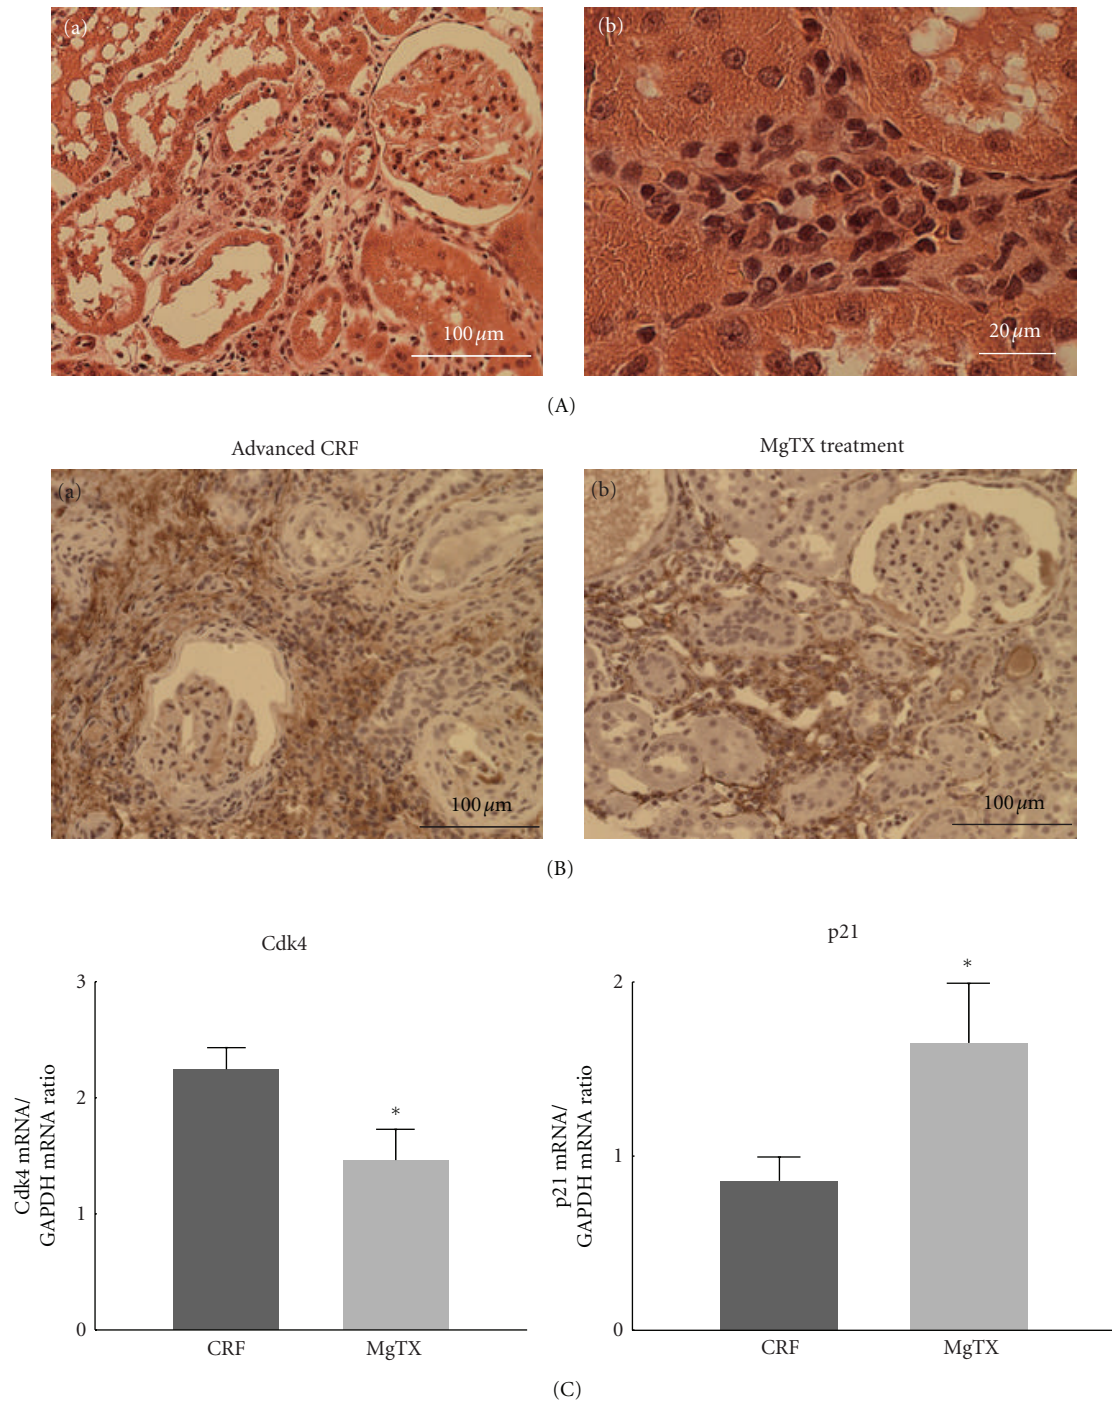 (a)
(b)
100 µm
20 µm
(A)
Advanced CRF
MgTX treatment
(a)
(b)
100 µm
100 µm
(B)
Cdk4
p21
3
2
1
0
Cdk4 mRNA/
GAPDH mRNA ratio
*
CRF
MgTX
2
1
0
p21 mRNA/
GAPDH mRNA ratio
*
CRF
MgTX
(C)